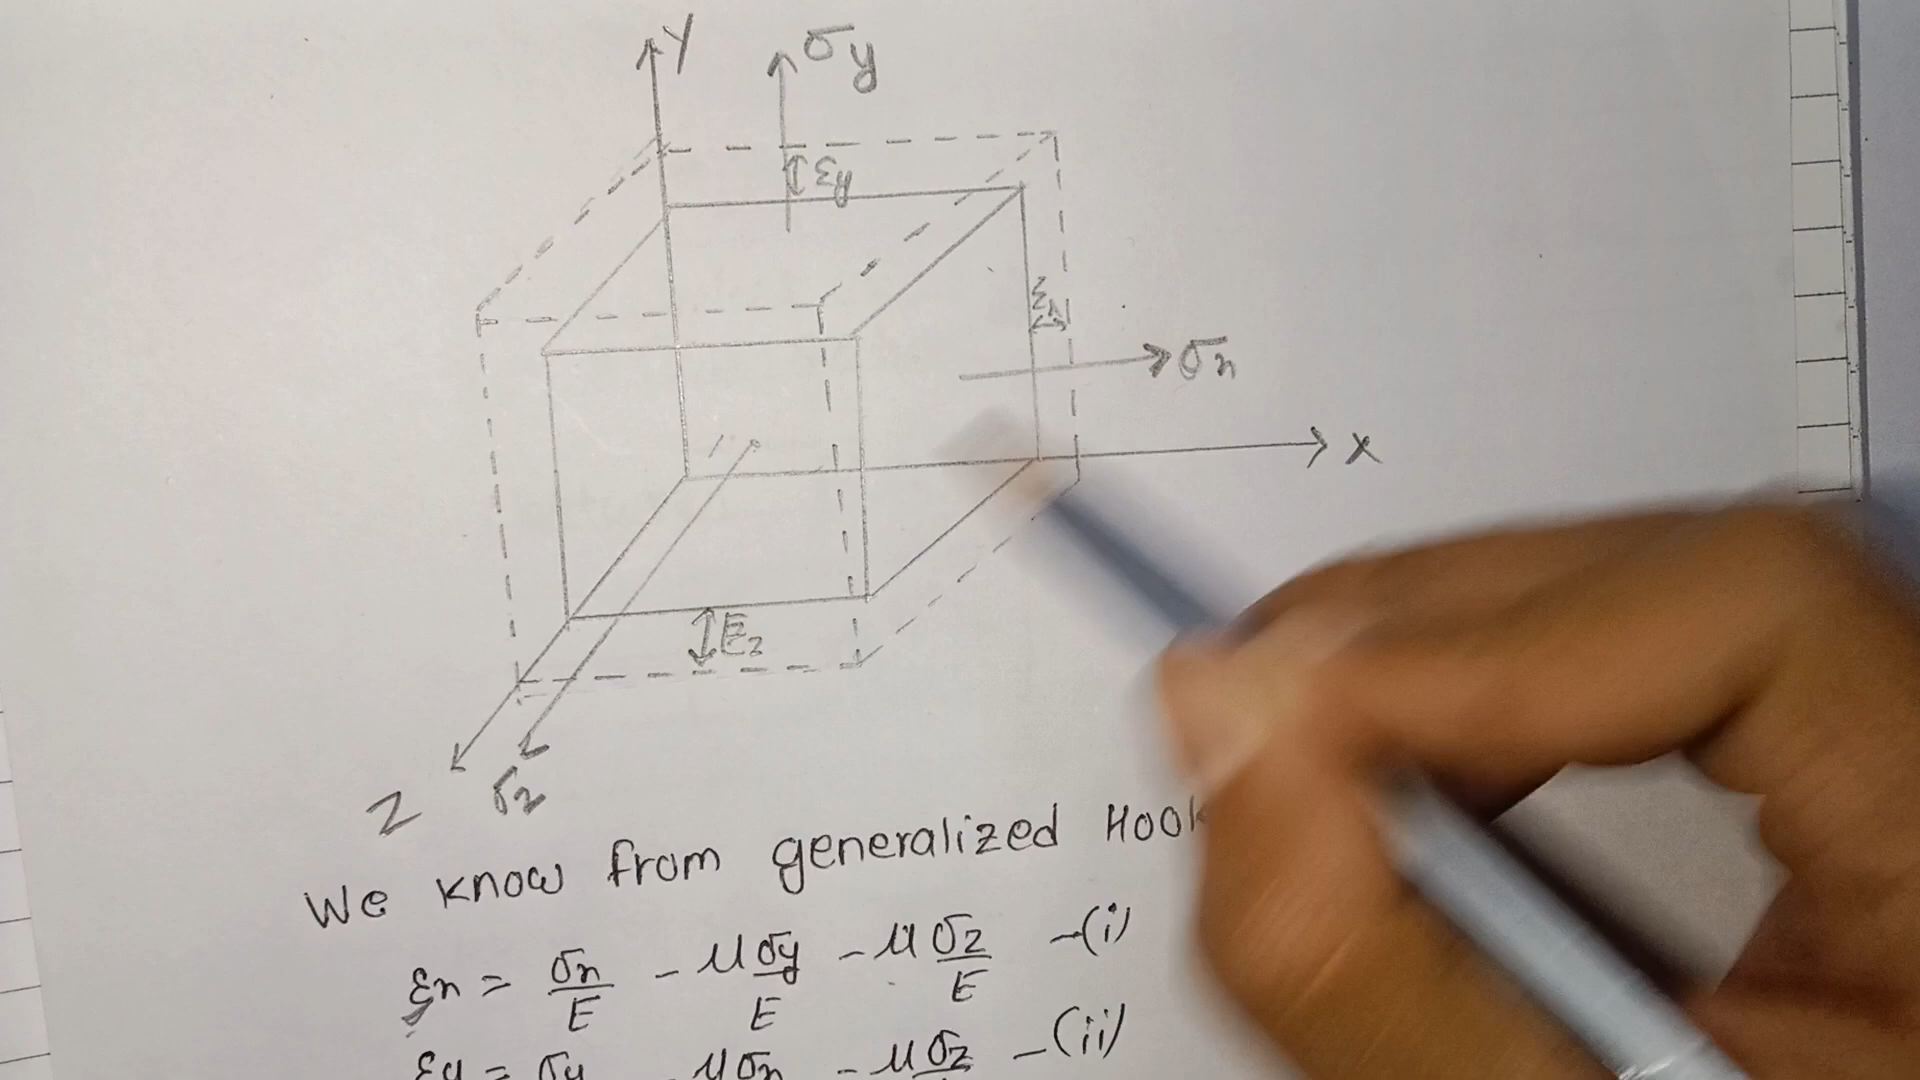 Y
σy
εy
εx
σx
x
Ez
Z
σz
We know from generalized Hook
εx = σx/E - μσy/E - μσz/E -(i)
εy = σy - μσx - μσz -(ii)